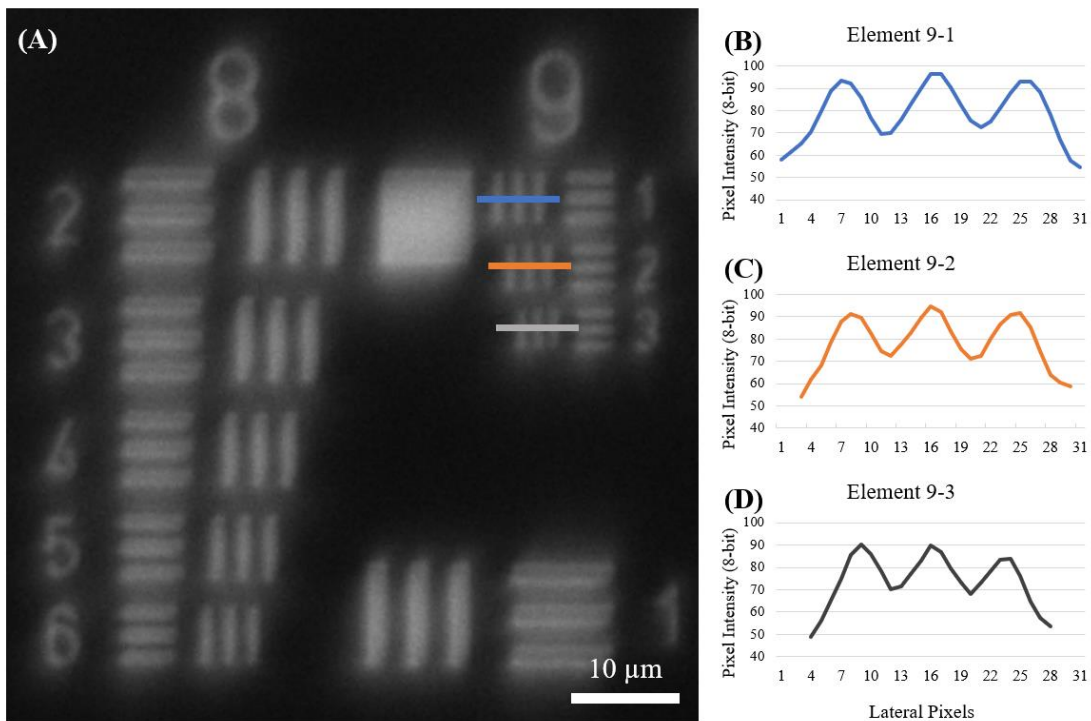 (A)
8 9
2 1
3 2
4 3
5
6 1
10 µm
(B) Element 9-1
Pixel Intensity (8-bit)
100
90
80
70
60
50
40
1 4 7 10 13 16 19 22 25 28 31
(C) Element 9-2
Pixel Intensity (8-bit)
100
90
80
70
60
50
40
1 4 7 10 13 16 19 22 25 28 31
(D) Element 9-3
Pixel Intensity (8-bit)
100
90
80
70
60
50
40
1 4 7 10 13 16 19 22 25 28 31
Lateral Pixels